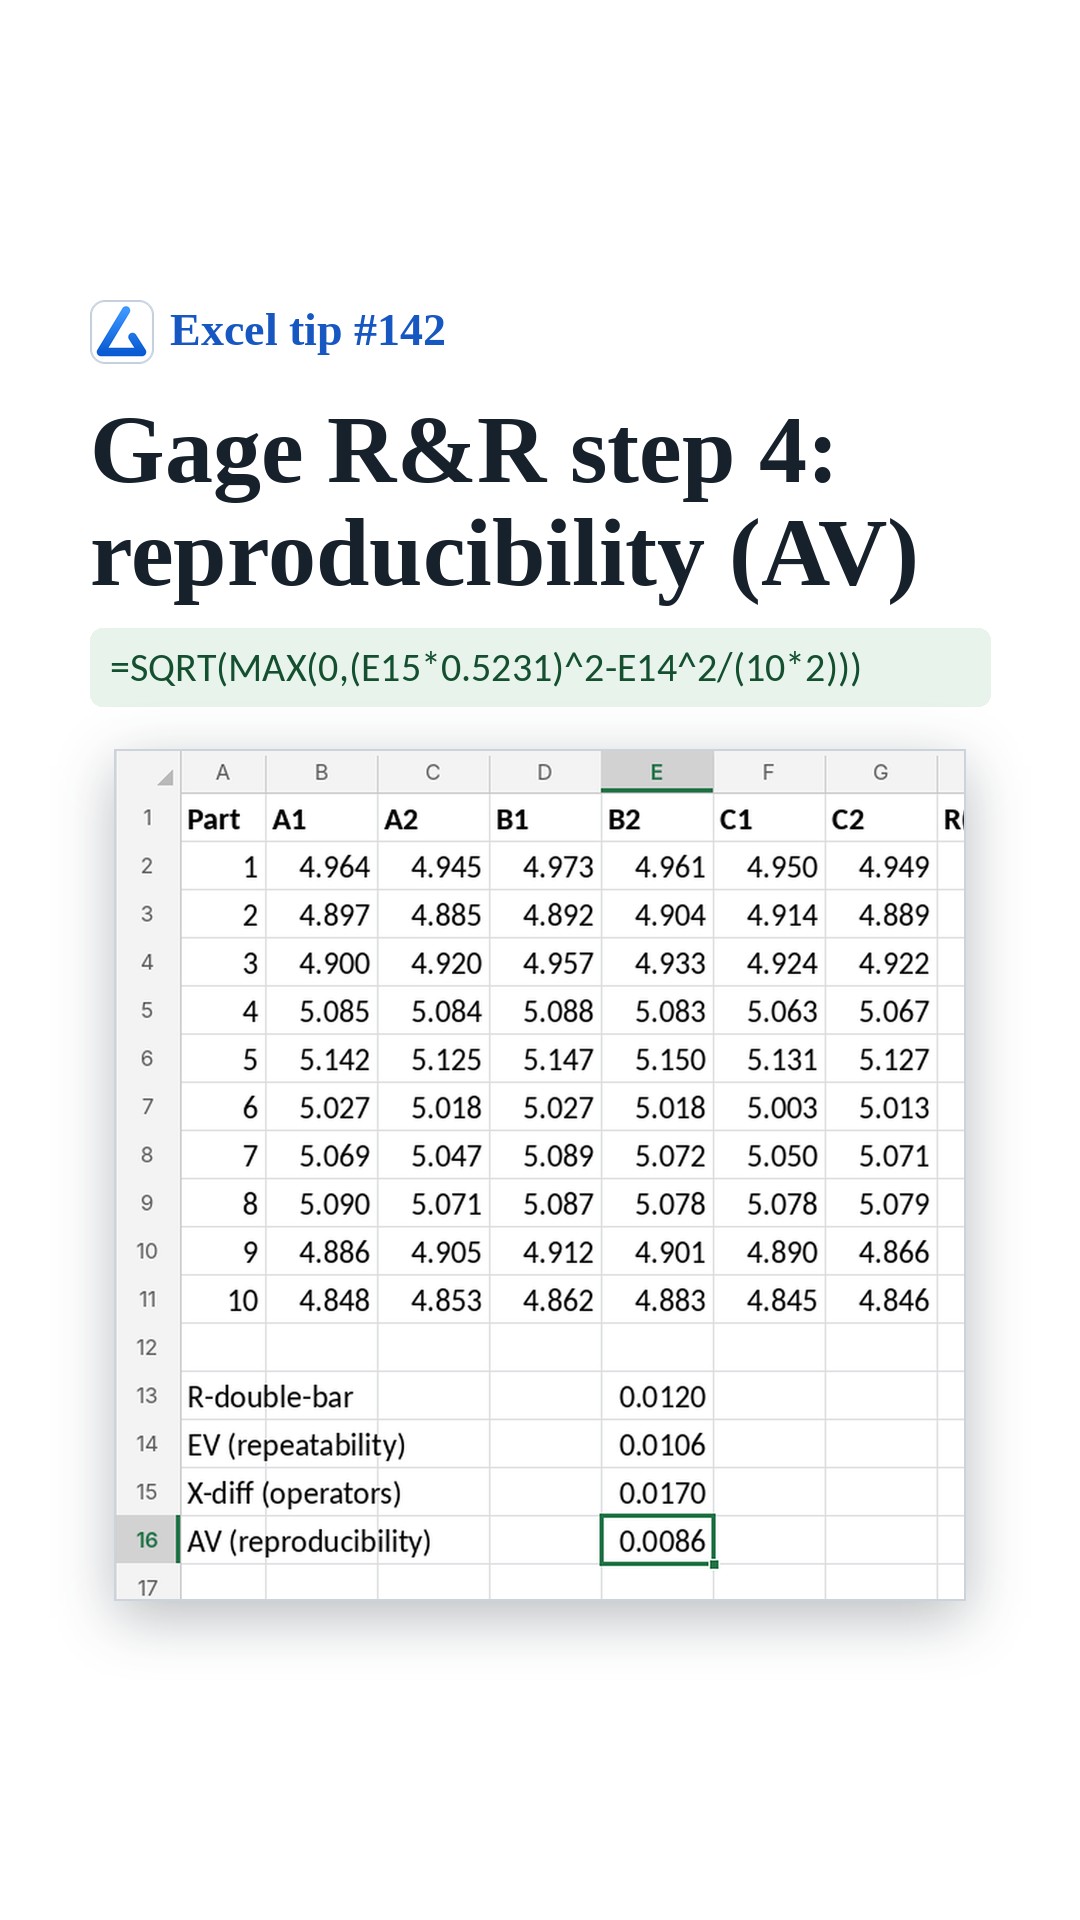 Excel tip #142
Gage R&R step 4:
reproducibility (AV)
=SQRT(MAX(0,(E15*0.5231)^2-E14^2/(10*2)))
A B C D E F G
1 Part A1 A2 B1 B2 C1 C2
2 1 4.964 4.945 4.973 4.961 4.950 4.949
3 2 4.897 4.885 4.892 4.904 4.914 4.889
4 3 4.900 4.920 4.957 4.933 4.924 4.922
5 4 5.085 5.084 5.088 5.083 5.063 5.067
6 5 5.142 5.125 5.147 5.150 5.131 5.127
7 6 5.027 5.018 5.027 5.018 5.003 5.013
8 7 5.069 5.047 5.089 5.072 5.050 5.071
9 8 5.090 5.071 5.087 5.078 5.078 5.079
10 9 4.886 4.905 4.912 4.901 4.890 4.866
11 10 4.848 4.853 4.862 4.883 4.845 4.846
12
13 R-double-bar 0.0120
14 EV (repeatability) 0.0106
15 X-diff (operators) 0.0170
16 AV (reproducibility) 0.0086
17